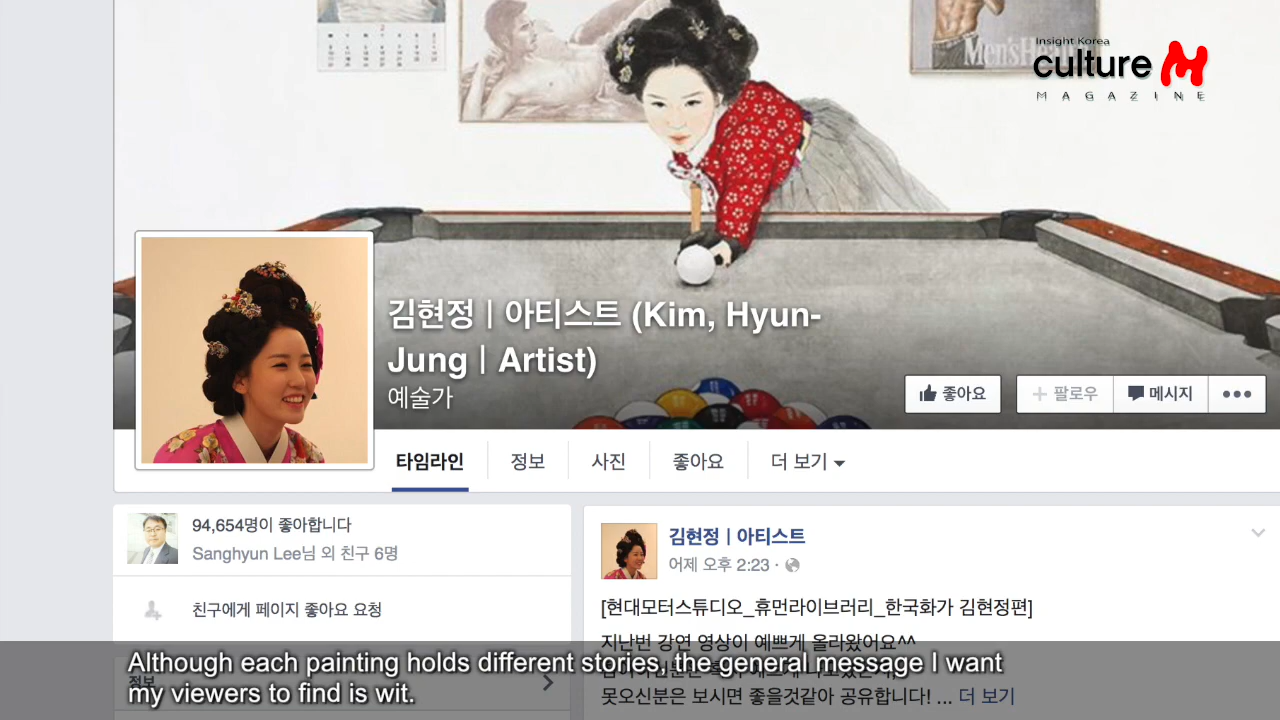 Men's Health
Insight Korea
culture M
MAGAZINE
김현정 | 아티스트 (Kim, Hyun-
Jung | Artist)
예술가
좋아요
+ 팔로우
메시지
타임라인
정보
사진
좋아요
더 보기
94,654명이 좋아합니다
Sanghyun Lee님 외 친구 6명
친구에게 페이지 좋아요 요청
정보
김현정 | 아티스트
어제 오후 2:23 ·
[현대모터스튜디오_휴먼라이브러리_한국화가 김현정편]
지난번 강연 영상이 예쁘게 올라왔어요^^
못오신분은 보시면 좋을것같아 공유합니다! ... 더 보기
Although each painting holds different stories, the general message I want
my viewers to find is wit.